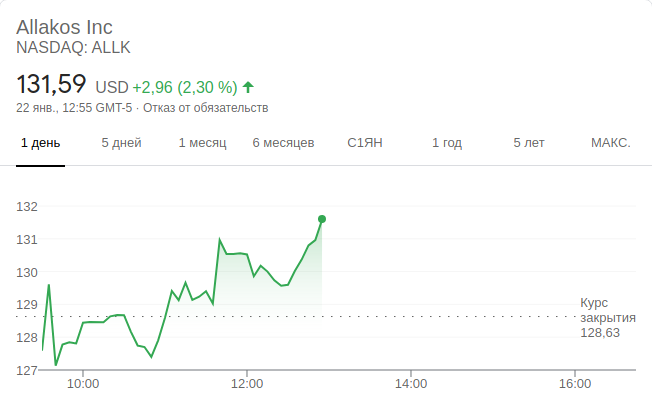 Allakos Inc
NASDAQ: ALLK
131,59 USD +2,96 (2,30 %)
22 янв., 12:55 GMT-5 · Отказ от обязательств
1 день 5 дней 1 месяц 6 месяцев С1ЯН 1 год 5 лет МАКС.
132
131
130
129
128
127
Курс
закрытия
128,63
10:00 12:00 14:00 16:00